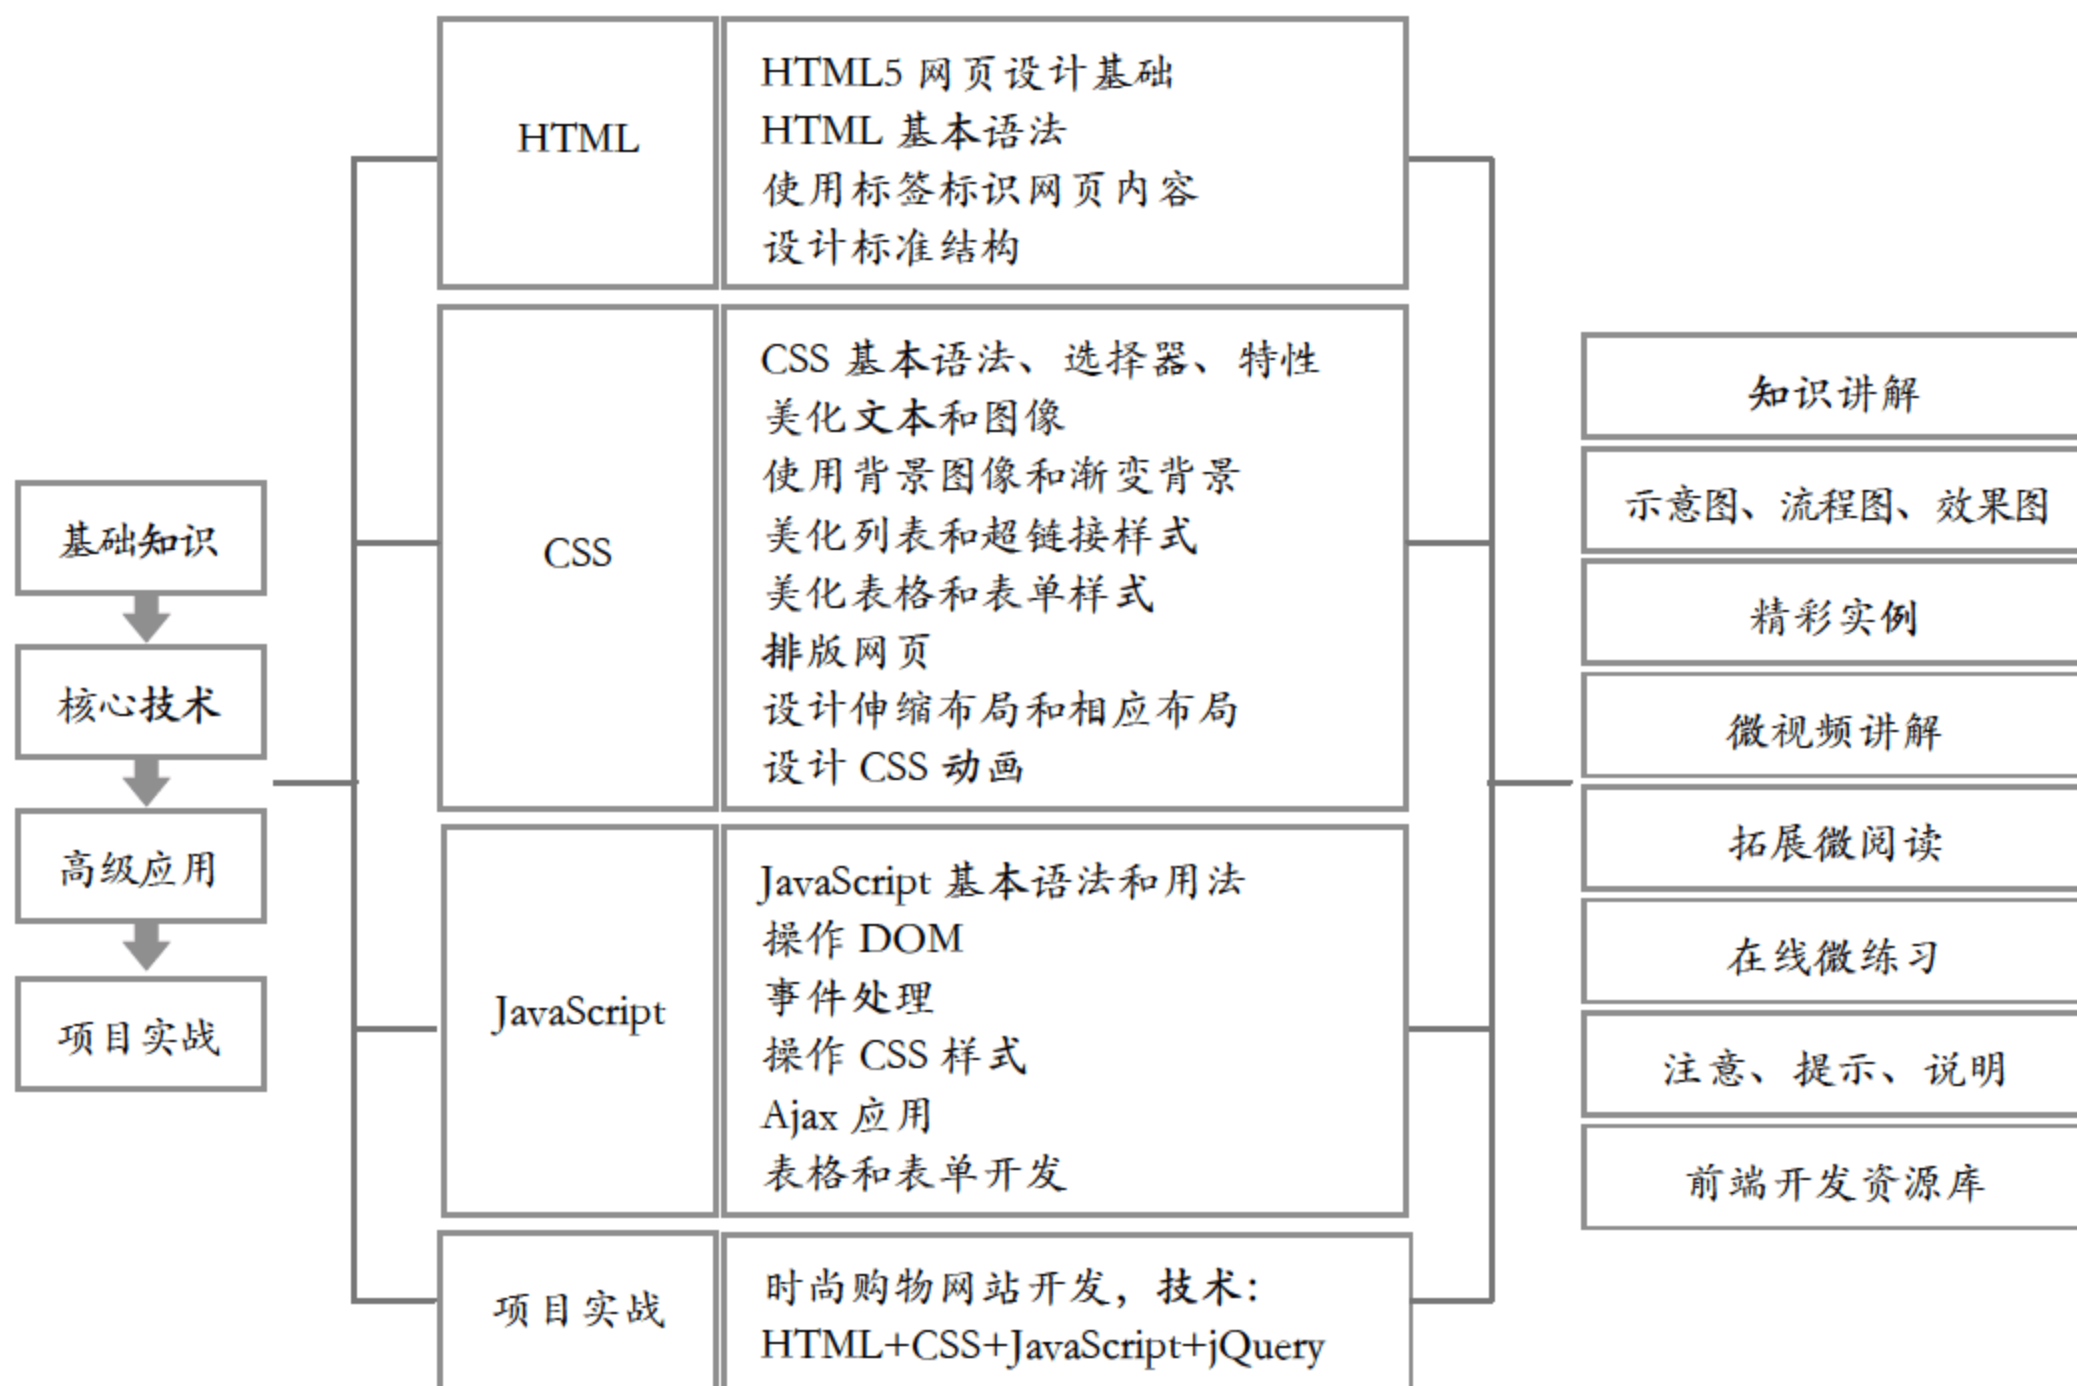 基础知识
核心技术
高级应用
项目实战
HTML
HTML5 网页设计基础
HTML 基本语法
使用标签标识网页内容
设计标准结构
CSS
CSS 基本语法、选择器、特性
美化文本和图像
使用背景图像和渐变背景
美化列表和超链接样式
美化表格和表单样式
排版网页
设计伸缩布局和相应布局
设计 CSS 动画
JavaScript
JavaScript 基本语法和用法
操作 DOM
事件处理
操作 CSS 样式
Ajax 应用
表格和表单开发
项目实战
时尚购物网站开发，技术：
HTML+CSS+JavaScript+jQuery
知识讲解
示意图、流程图、效果图
精彩实例
微视频讲解
拓展微阅读
在线微练习
注意、提示、说明
前端开发资源库